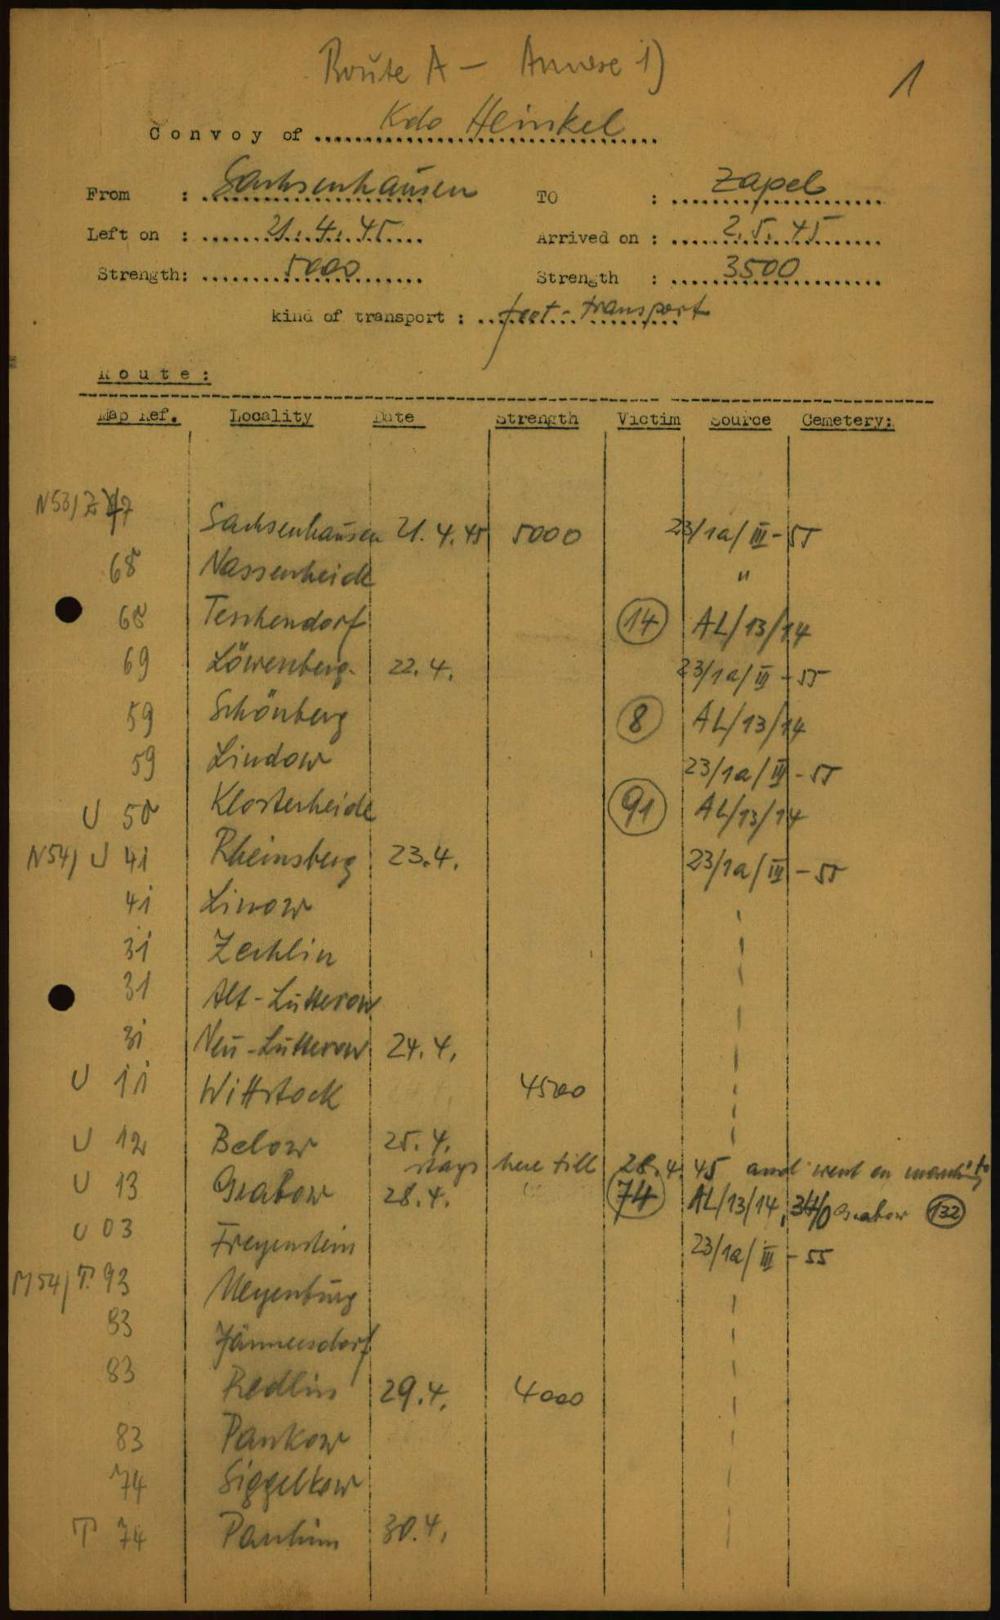 Route A — Annexe 1)
1
Convoy of Kdo Heinkel
From : Sachsenhausen TO : Zapel
Left on : 21.4.45 Arrived on : 2.5.45
Strength: 5000 Strength : 3500
kind of transport : foot-transport
Route:
Map Ref. Locality Date Strength Victim Source Cemetery:
N53/Z 47 Sachsenhausen 21.4.45 5000 23/1a/III-55
68 Nassenheide "
68 Teschendorf 14 AL/13/14
69 Löwenberg. 22.4. 23/1a/III-55
59 Schönberg 8 AL/13/14
59 Lindow 23/1a/III-55
U 50 Klosterheide 91 AL/13/14
N54/U 41 Rheinsberg 23.4. 23/1a/III-55
41 Linow
31 Zechlin
31 Alt-Lutterow
31 Neu-Lutterow 24.4.
U 11 Wittstock 4500
U 12 Below 25.4.
stays here till 28.4.45 and went on marching to
U 13 Grabow 28.4. 74 AL/13/14, Grabow 132
U 03 Freyenstein 23/1a/III-55
M54/T 93 Meyenburg
83 Jännersdorf
83 Redlin 29.4. 4000
83 Pankow
74 Siggelkow
T 74 Parchim 30.4.